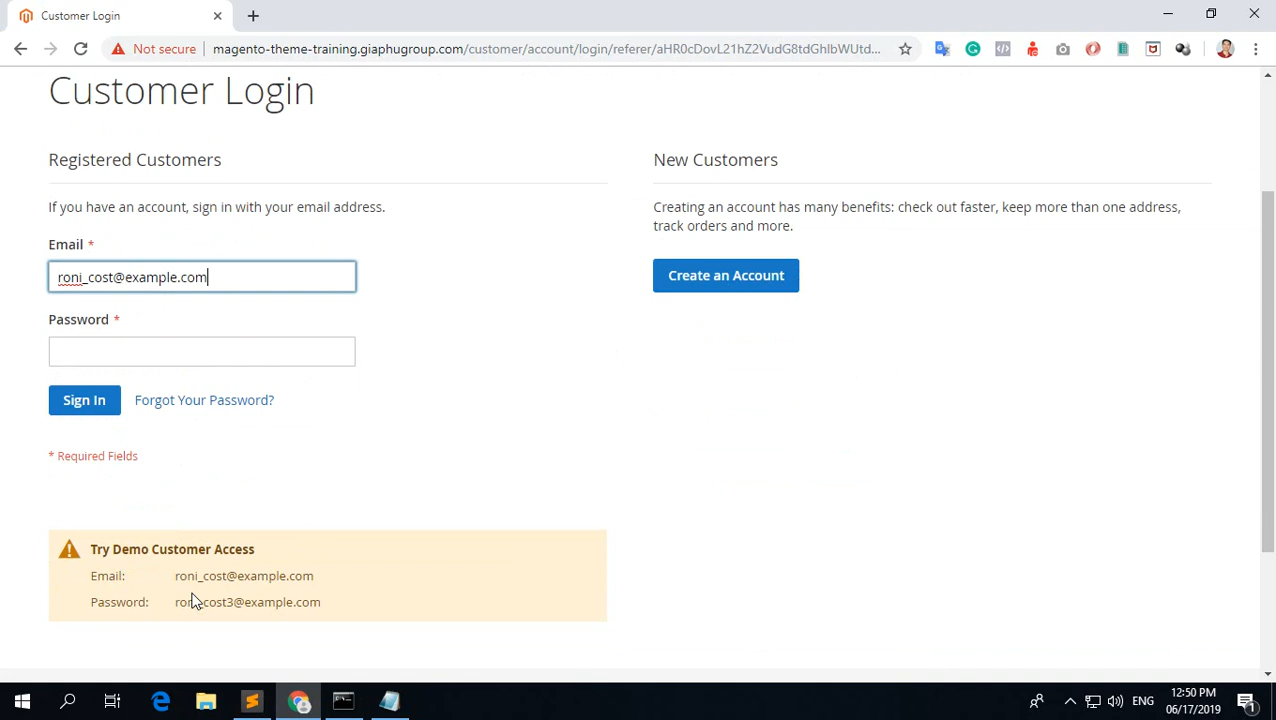 Customer Login
Not secure
magento-theme-training.giaphugroup.com/customer/account/login/referer/aHR0cDovL21hZ2VudG8tdGhlbWUtd...
Customer Login
Registered Customers
If you have an account, sign in with your email address.
Email *
roni_cost@example.com
Password *
Sign In
Forgot Your Password?
* Required Fields
New Customers
Creating an account has many benefits: check out faster, keep more than one address,
track orders and more.
Create an Account
Try Demo Customer Access
Email: roni_cost@example.com
Password: roni_cost3@example.com
ENG
12:50 PM
06/17/2019
1